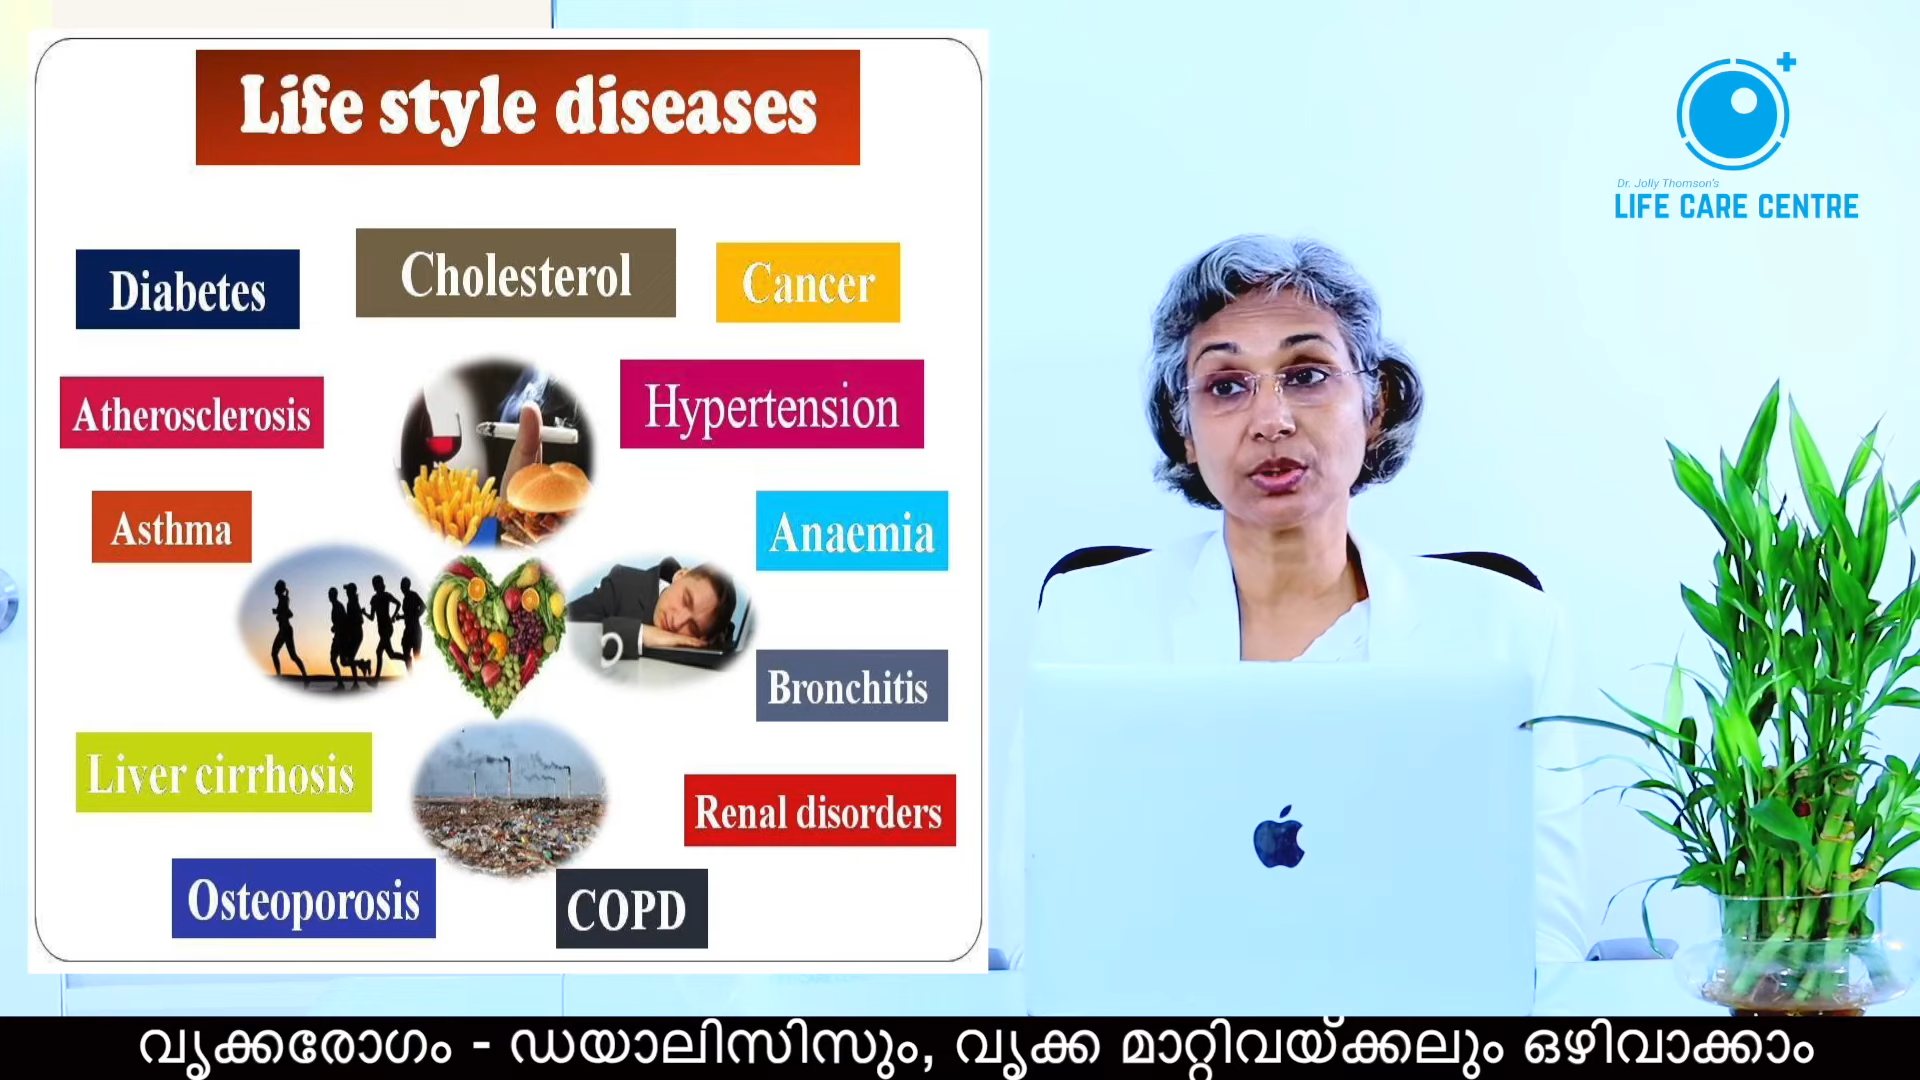 Life style diseases
Diabetes
Cholesterol
Cancer
Atherosclerosis
Hypertension
Asthma
Anaemia
Bronchitis
Liver cirrhosis
Renal disorders
Osteoporosis
COPD
Dr. Jolly Thomson's
LIFE CARE CENTRE
വൃക്കരോഗം - ഡയാലിസിസും, വൃക്ക മാറ്റിവയ്ക്കലും ഒഴിവാക്കാം